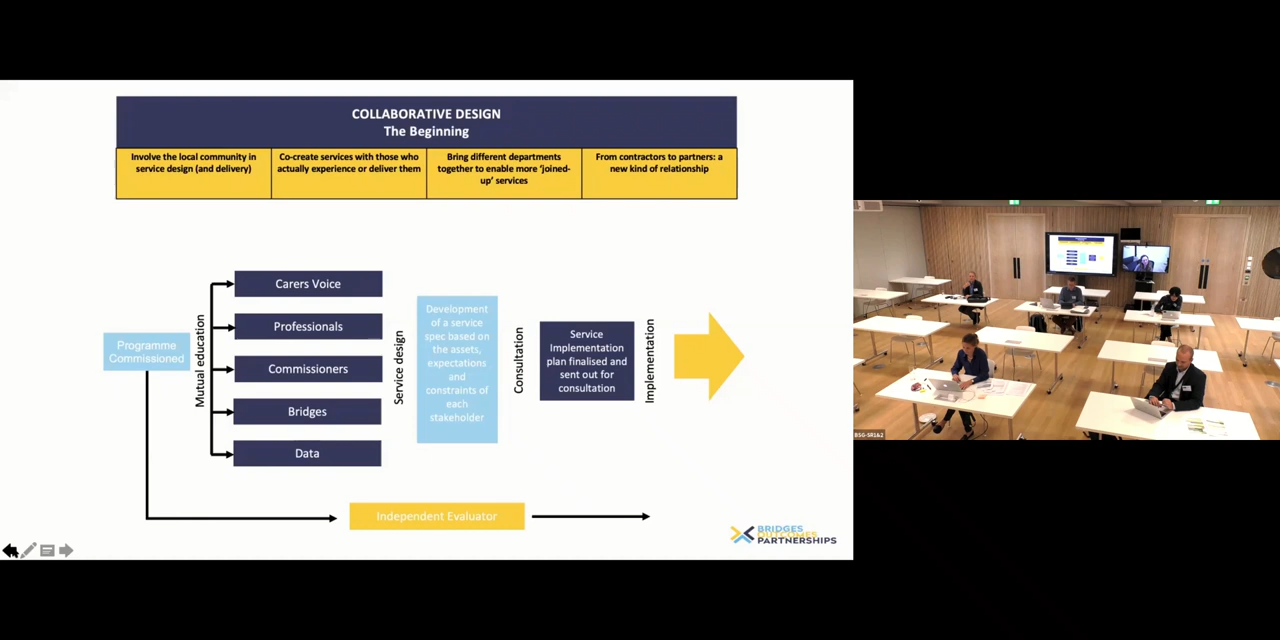 COLLABORATIVE DESIGN
The Beginning
Involve the local community in
service design (and delivery)
Co-create services with those who
actually experience or deliver them
Bring different departments
together to enable more ‘joined-
up’ services
From contractors to partners: a
new kind of relationship
Programme
Commissioned
Mutual education
Carers Voice
Professionals
Commissioners
Bridges
Data
Service design
Development
of a service
spec based on
the assets,
expectations
and
constraints of
each
stakeholder
Consultation
Service
Implementation
plan finalised and
sent out for
consultation
Implementation
Independent Evaluator
BRIDGES
OUTCOMES
PARTNERSHIPS
BSG-SR1&2